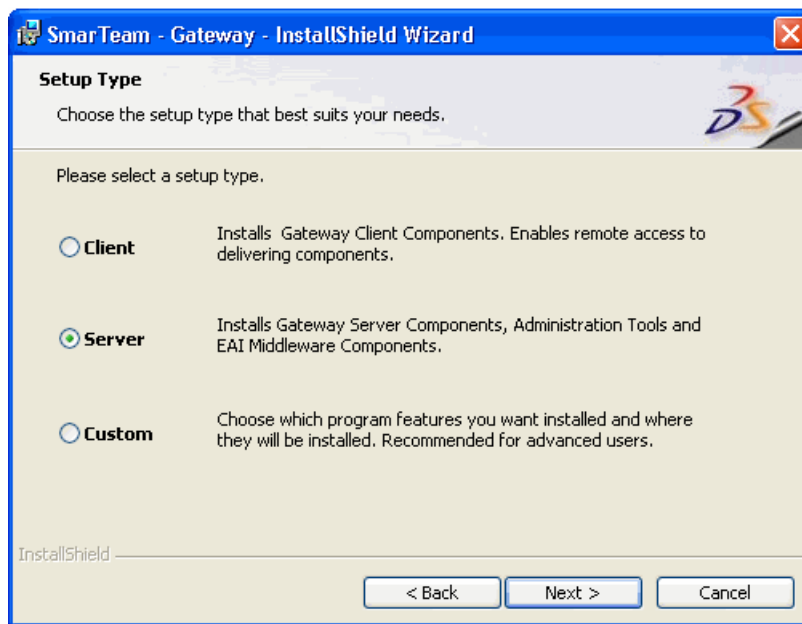 SmarTeam - Gateway - InstallShield Wizard
Setup Type
Choose the setup type that best suits your needs.
DS
Please select a setup type.
Client
Installs Gateway Client Components. Enables remote access to
delivering components.
Server
Installs Gateway Server Components, Administration Tools and
EAI Middleware Components.
Custom
Choose which program features you want installed and where
they will be installed. Recommended for advanced users.
InstallShield
< Back
Next >
Cancel